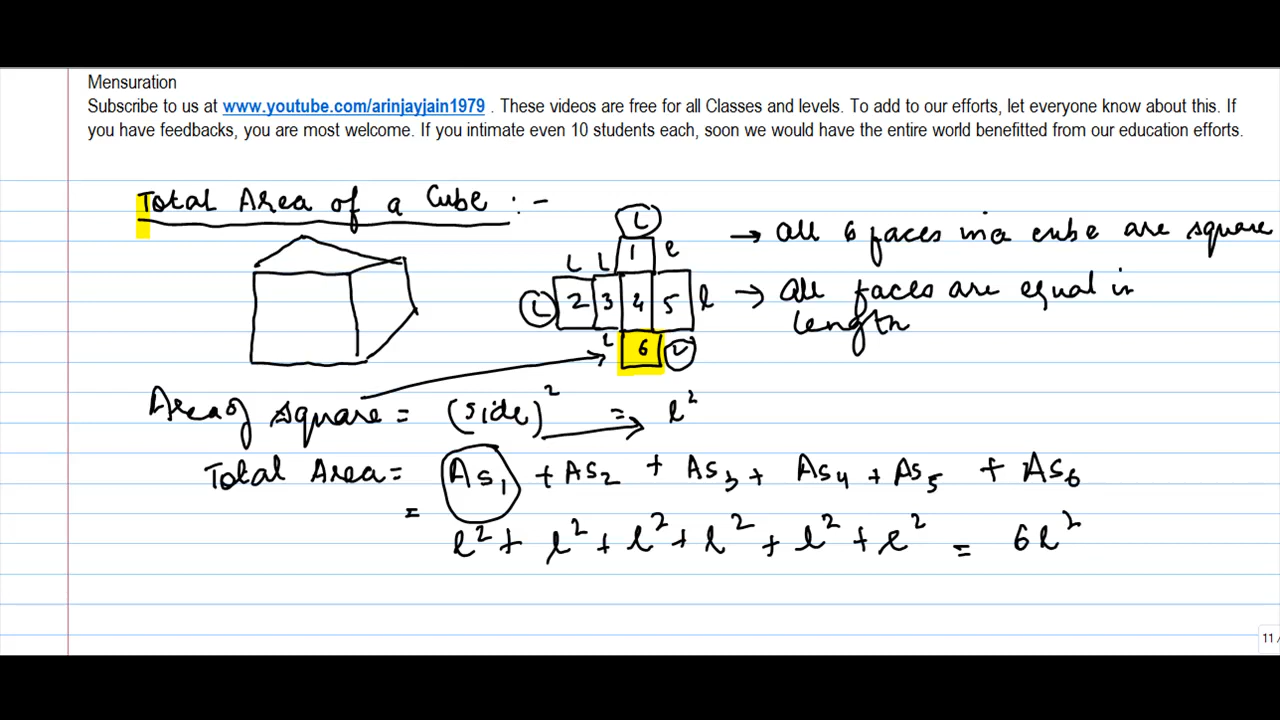 Mensuration
Subscribe to us at www.youtube.com/arinjayjain1979 . These videos are free for all Classes and levels. To add to our efforts, let everyone know about this. If
you have feedbacks, you are most welcome. If you intimate even 10 students each, soon we would have the entire world benefitted from our education efforts.
Total Area of a Cube :-
L
1 l
L L
L 2 3 4 5 l
L 6
→ All 6 faces in a cube are square
→ All faces are equal in
length
Area of square = (side)² = l²
Total Area = As₁ + As₂ + As₃ + As₄ + As₅ + As₆
= l² + l² + l² + l² + l² + l² = 6l²
11/